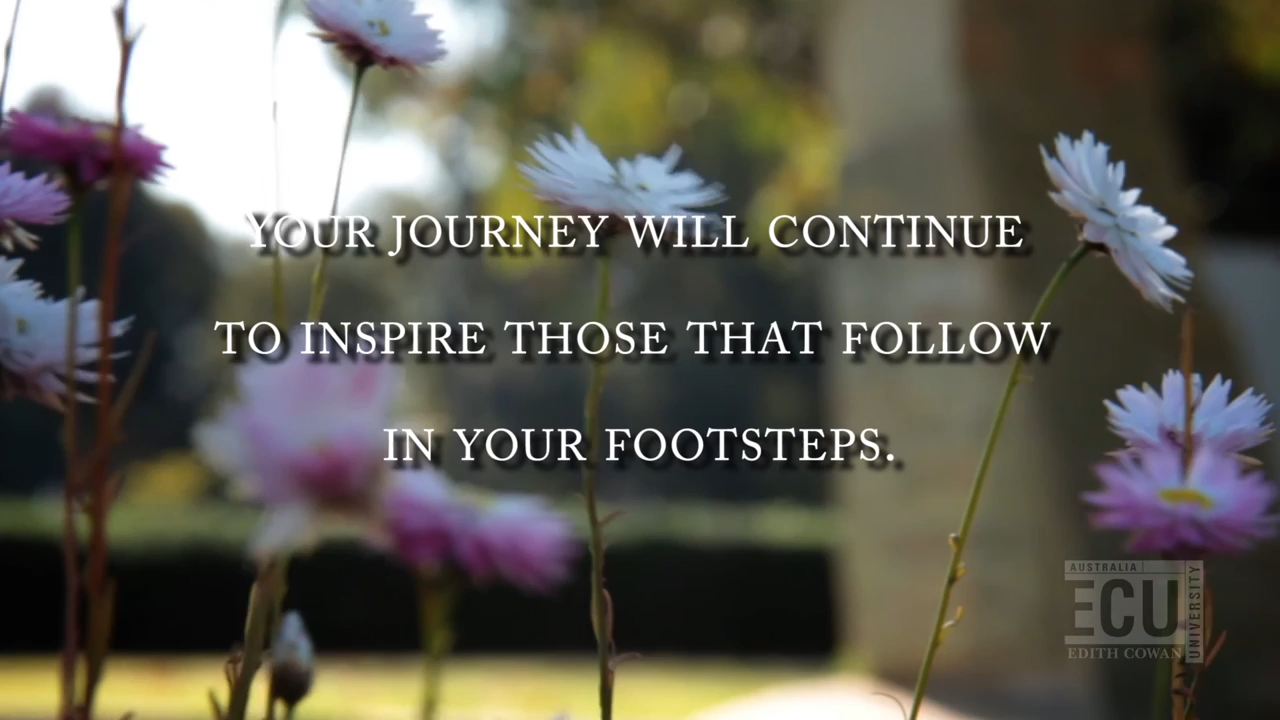 YOUR JOURNEY WILL CONTINUE
TO INSPIRE THOSE THAT FOLLOW
IN YOUR FOOTSTEPS.
AUSTRALIA
ECU
UNIVERSITY
EDITH COWAN